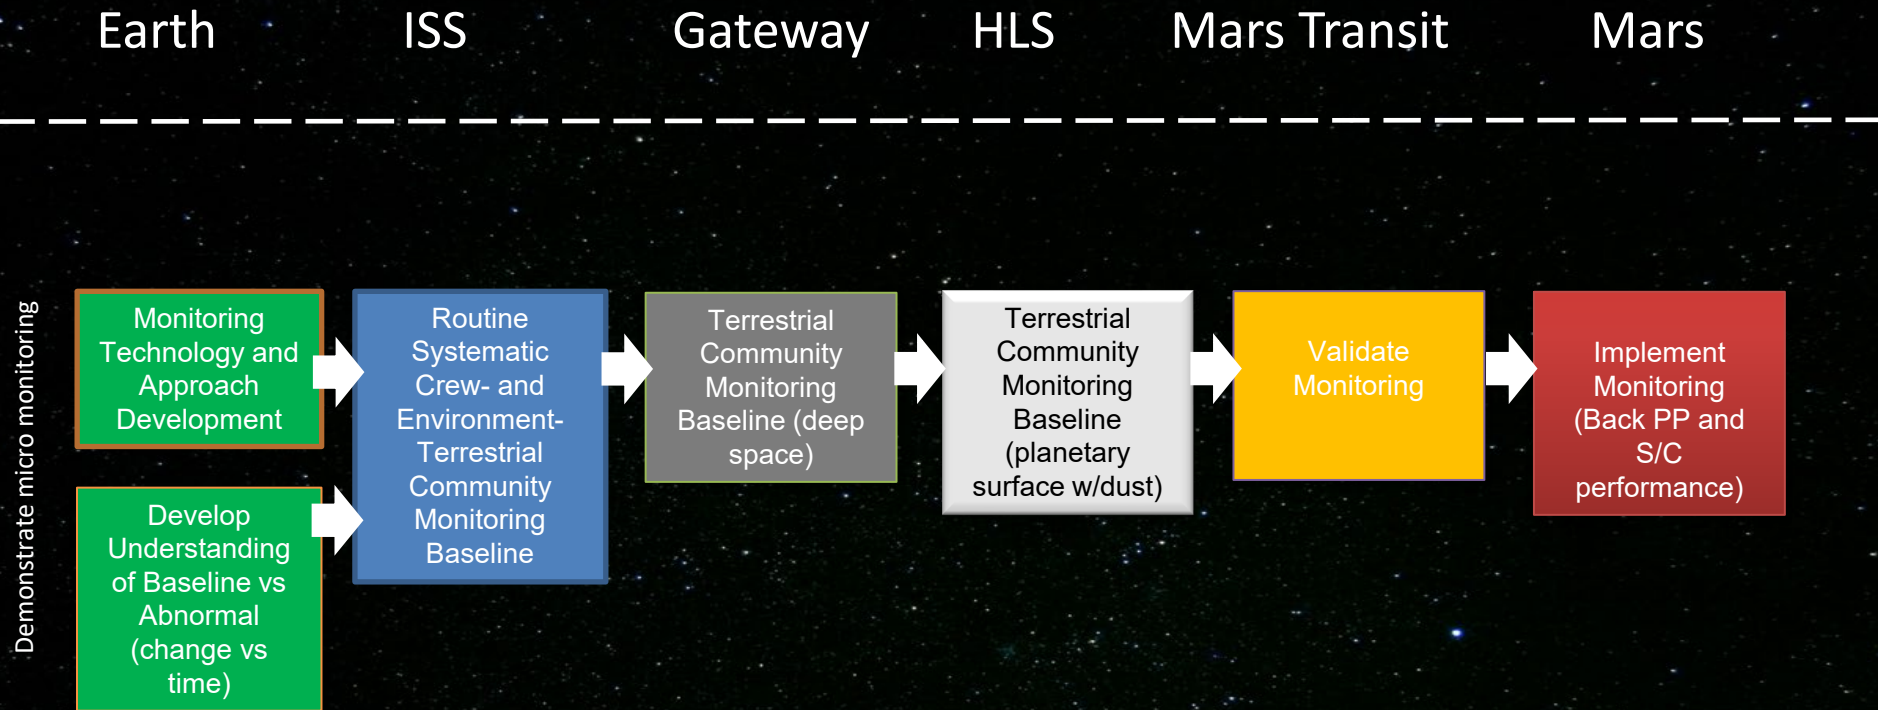 Earth ISS Gateway HLS Mars Transit Mars
Demonstrate micro monitoring
Monitoring
Technology and
Approach
Development
Develop
Understanding
of Baseline vs
Abnormal
(change vs
time)
Routine
Systematic
Crew- and
Environment-
Terrestrial
Community
Monitoring
Baseline
Terrestrial
Community
Monitoring
Baseline (deep
space)
Terrestrial
Community
Monitoring
Baseline
(planetary
surface w/dust)
Validate
Monitoring
Implement
Monitoring
(Back PP and
S/C
performance)